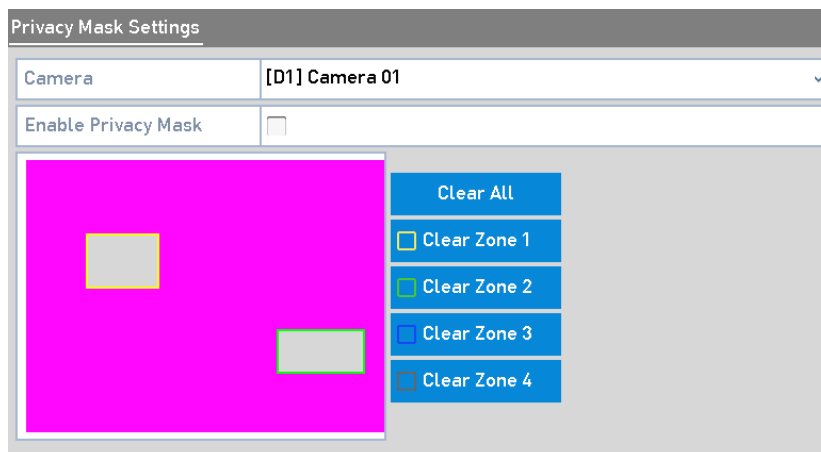 Privacy Mask Settings
Camera [D1] Camera 01
Enable Privacy Mask
Clear All
Clear Zone 1
Clear Zone 2
Clear Zone 3
Clear Zone 4